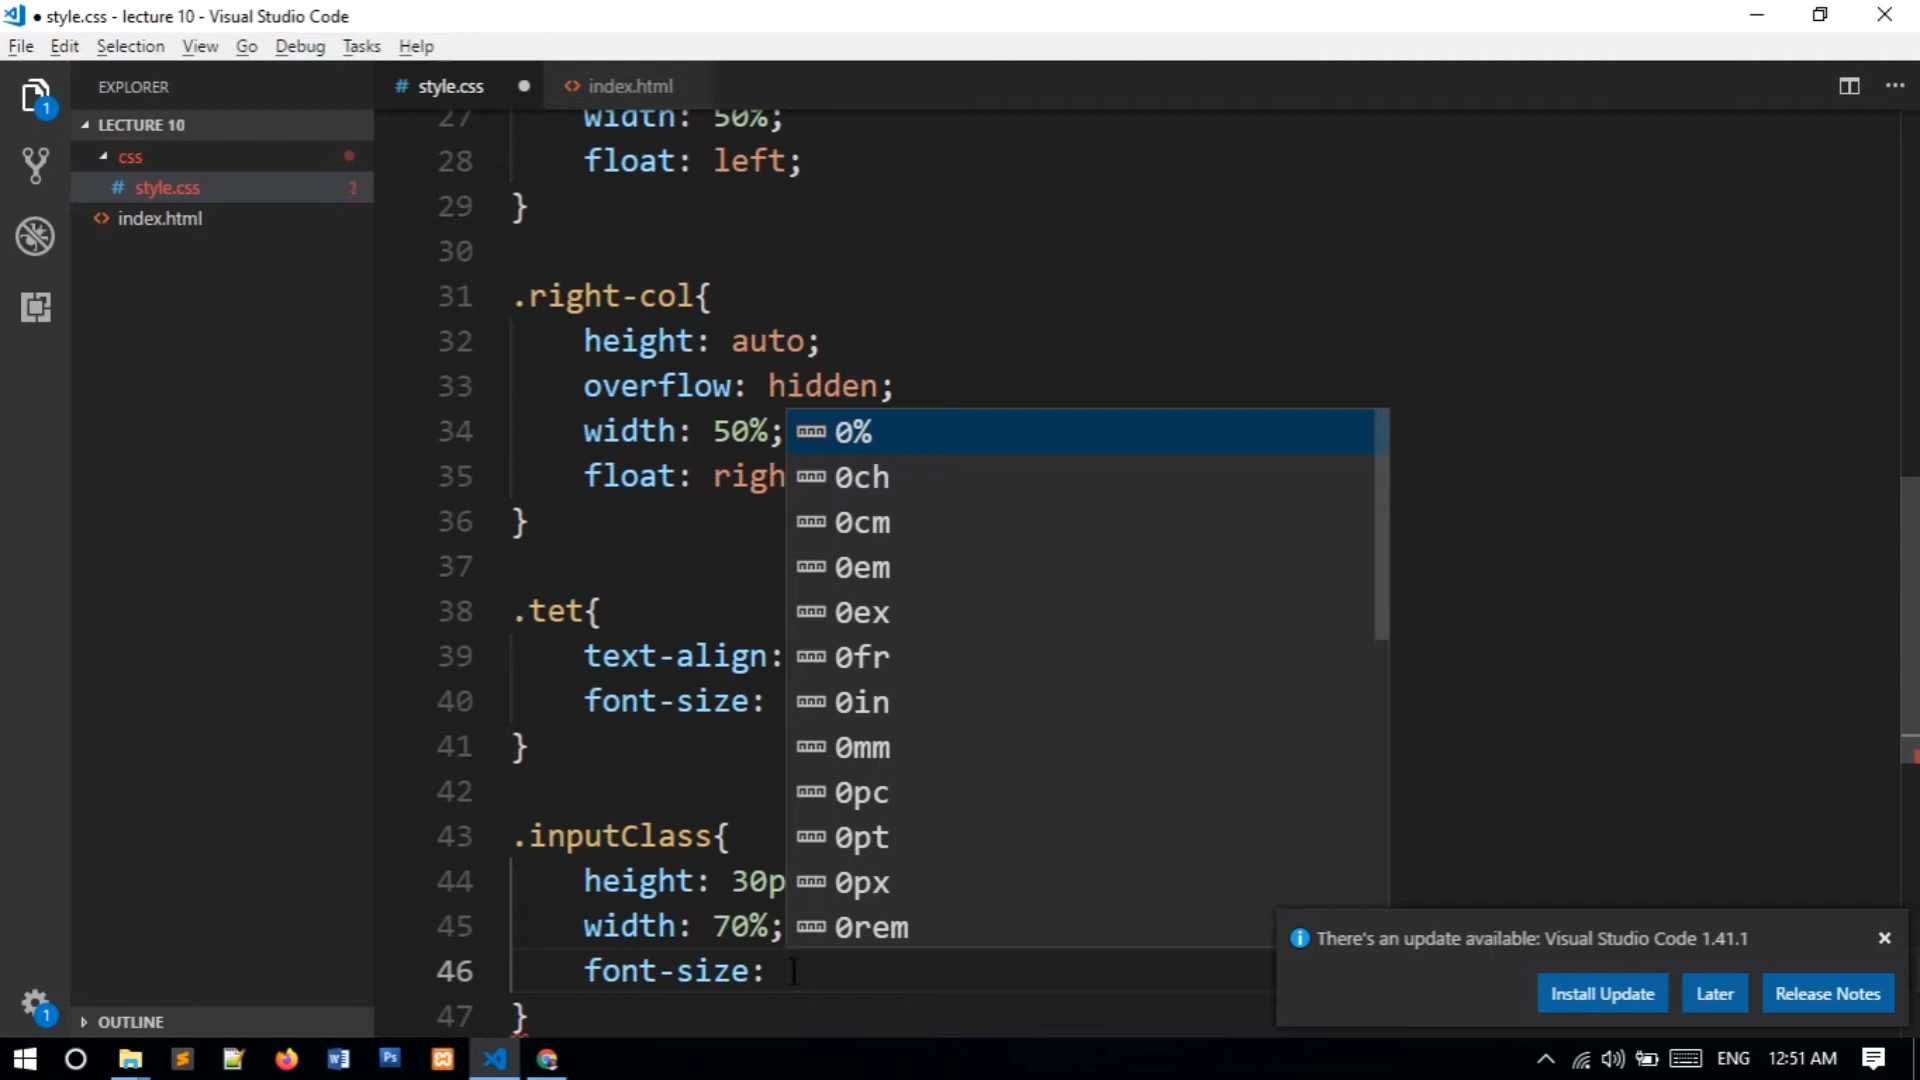 style.css - lecture 10 - Visual Studio Code
File Edit Selection View Go Debug Tasks Help
EXPLORER
LECTURE 10
css
# style.css 2
<> index.html
OUTLINE
1
1
# style.css ● <> index.html ...
27 width: 50%;
28 float: left;
29 }
30
31 .right-col{
32 height: auto;
33 overflow: hidden;
34 width: 50%;
35 float: righ
36 }
37
38 .tet{
39 text-align:
40 font-size:
41 }
42
43 .inputClass{
44 height: 30p
45 width: 70%;
46 font-size:
47 }
0%
0ch
0cm
0em
0ex
0fr
0in
0mm
0pc
0pt
0px
0rem
There's an update available: Visual Studio Code 1.41.1
Install Update Later Release Notes
ENG 12:51 AM